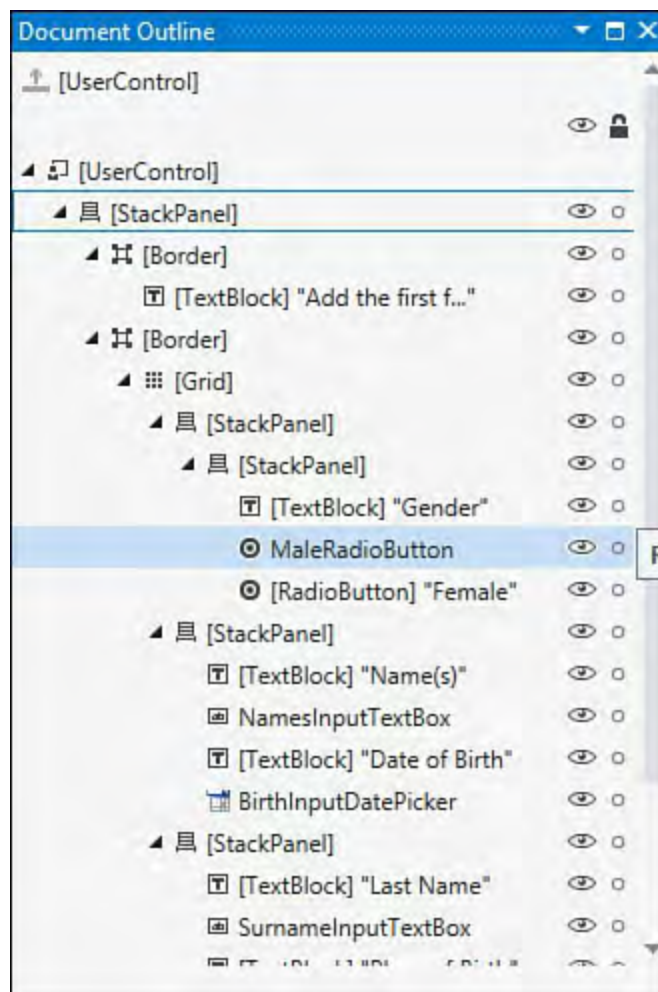 Document Outline
[UserControl]
[UserControl]
[StackPanel]
[Border]
[TextBlock] "Add the first f..."
[Border]
[Grid]
[StackPanel]
[StackPanel]
[TextBlock] "Gender"
MaleRadioButton
[RadioButton] "Female"
[StackPanel]
[TextBlock] "Name(s)"
NamesInputTextBox
[TextBlock] "Date of Birth"
BirthInputDatePicker
[StackPanel]
[TextBlock] "Last Name"
SurnameInputTextBox